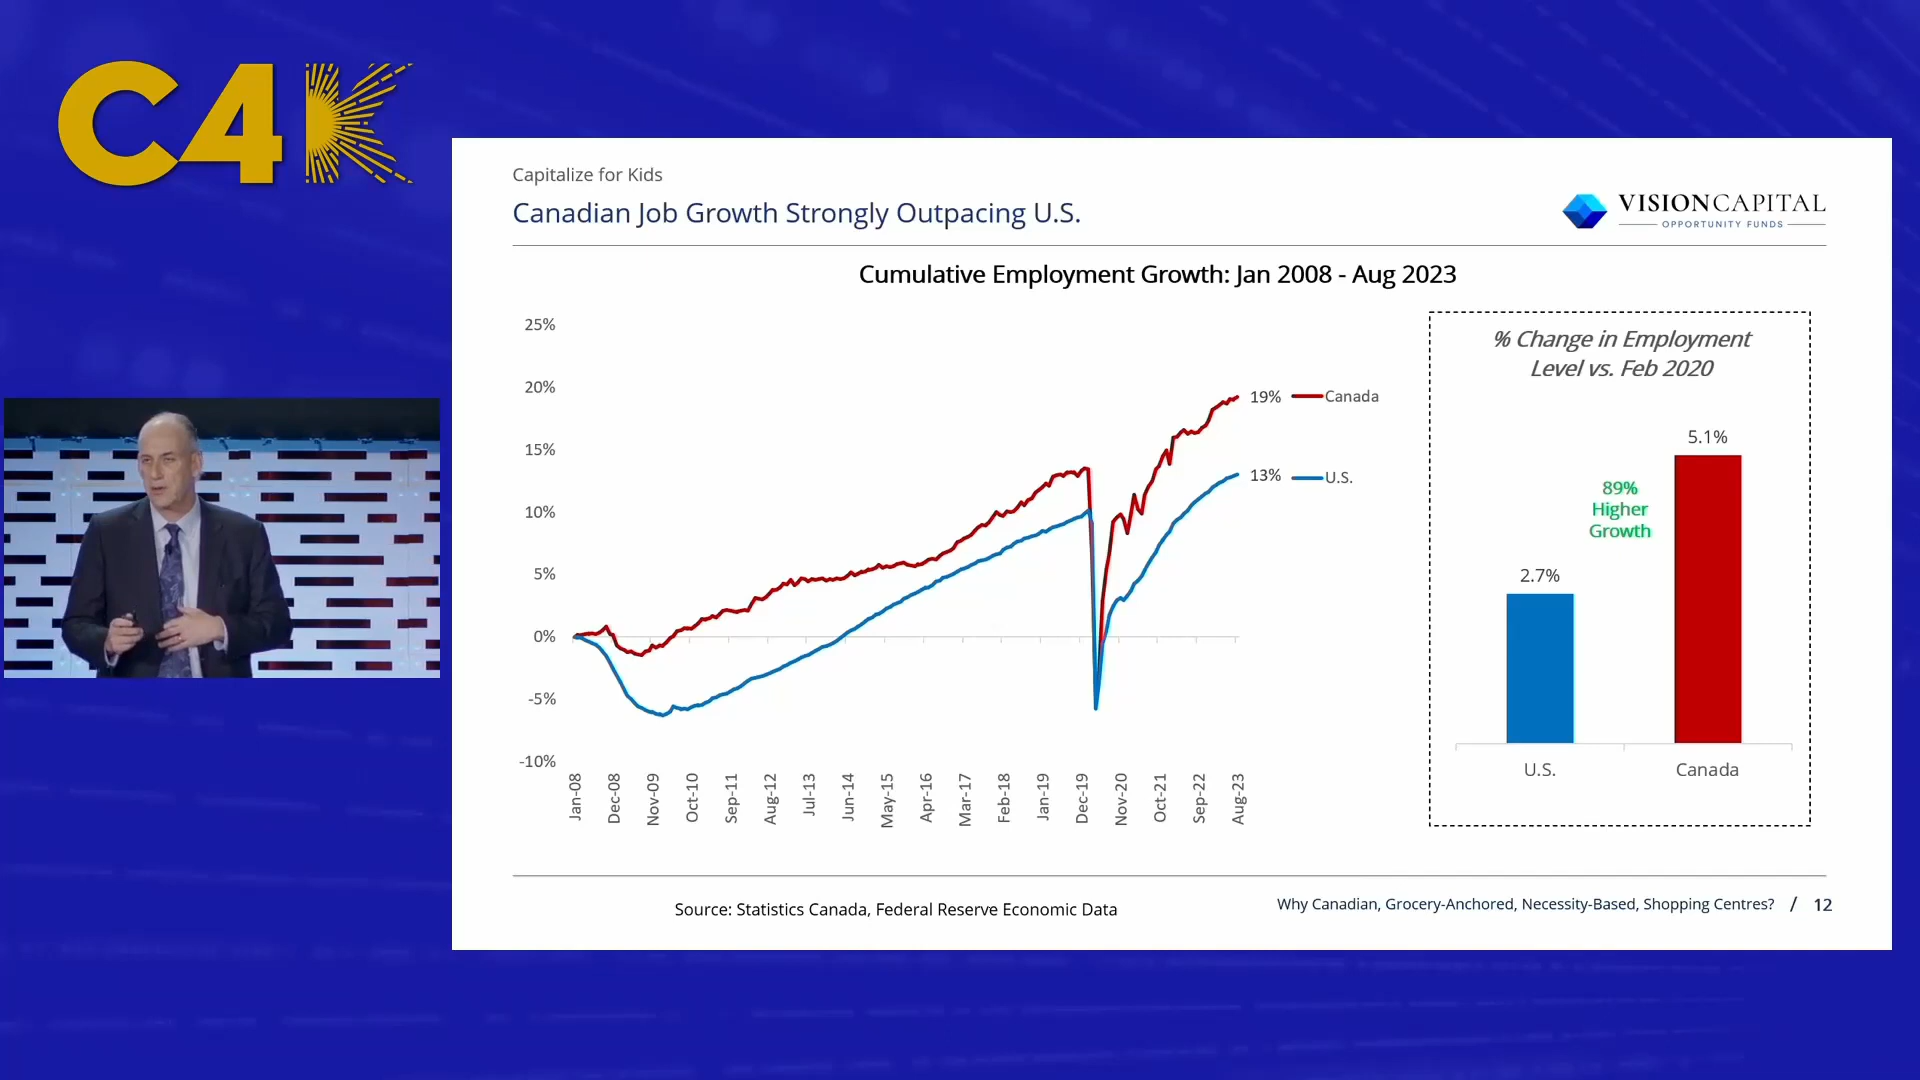 C4K
Capitalize for Kids
Canadian Job Growth Strongly Outpacing U.S.
VISIONCAPITAL
OPPORTUNITY FUNDS
Cumulative Employment Growth: Jan 2008 - Aug 2023
25%
20%
15%
10%
5%
0%
-5%
-10%
19%
Canada
13%
U.S.
Jan-08
Dec-08
Nov-09
Oct-10
Sep-11
Aug-12
Jul-13
Jun-14
May-15
Apr-16
Mar-17
Feb-18
Jan-19
Dec-19
Nov-20
Oct-21
Sep-22
Aug-23
% Change in Employment
Level vs. Feb 2020
5.1%
89%
Higher
Growth
2.7%
U.S.
Canada
Source: Statistics Canada, Federal Reserve Economic Data
Why Canadian, Grocery-Anchored, Necessity-Based, Shopping Centres? / 12